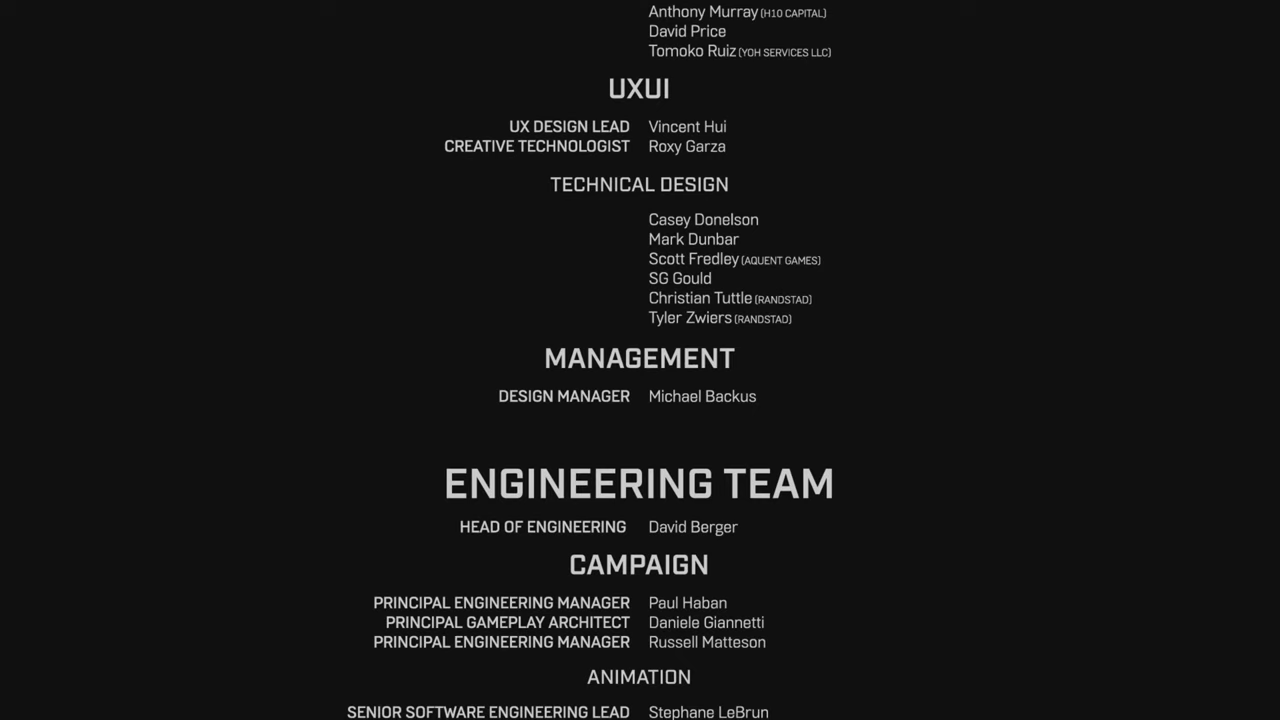 Anthony Murray (H10 CAPITAL)
David Price
Tomoko Ruiz (YOH SERVICES LLC)
UXUI
UX DESIGN LEAD Vincent Hui
CREATIVE TECHNOLOGIST Roxy Garza
TECHNICAL DESIGN
Casey Donelson
Mark Dunbar
Scott Fredley (AQUENT GAMES)
SG Gould
Christian Tuttle (RANDSTAD)
Tyler Zwiers (RANDSTAD)
MANAGEMENT
DESIGN MANAGER Michael Backus
ENGINEERING TEAM
HEAD OF ENGINEERING David Berger
CAMPAIGN
PRINCIPAL ENGINEERING MANAGER Paul Haban
PRINCIPAL GAMEPLAY ARCHITECT Daniele Giannetti
PRINCIPAL ENGINEERING MANAGER Russell Matteson
ANIMATION
SENIOR SOFTWARE ENGINEERING LEAD Stephane LeBrun